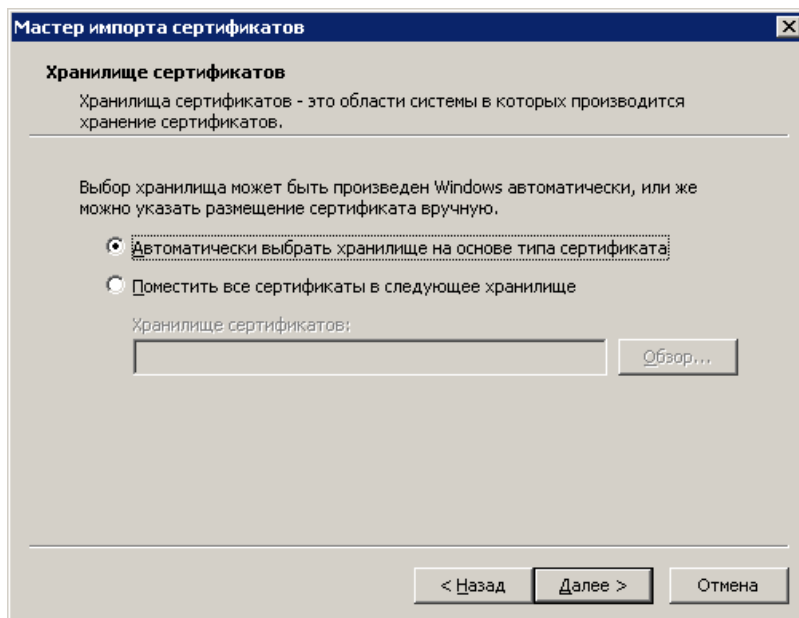 Мастер импорта сертификатов
Хранилище сертификатов
Хранилища сертификатов - это области системы в которых производится
хранение сертификатов.
Выбор хранилища может быть произведен Windows автоматически, или же
можно указать размещение сертификата вручную.
Автоматически выбрать хранилище на основе типа сертификата
Поместить все сертификаты в следующее хранилище
Хранилище сертификатов:
Обзор...
< Назад
Далее >
Отмена